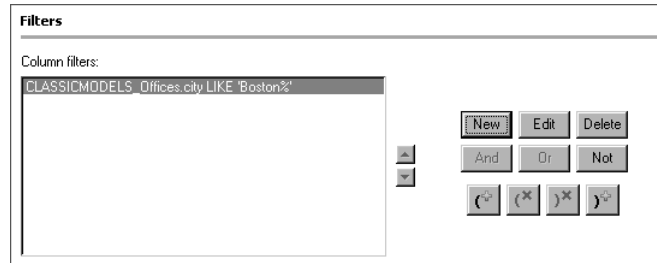 Filters
Column filters:
CLASSICMODELS_Offices.city LIKE 'Boston%'
New Edit Delete
And Or Not
( (× )× )